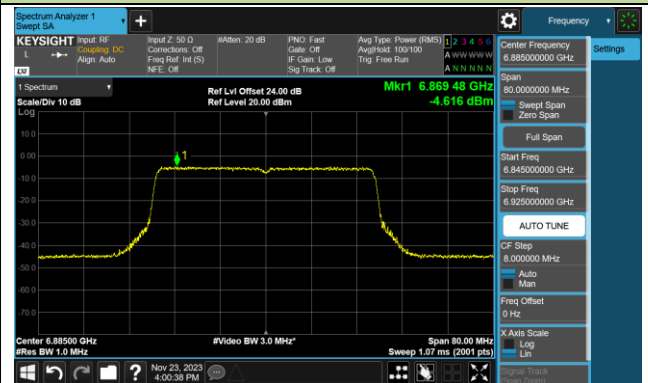 Spectrum Analyzer 1
Swept SA
+
Frequency
KEYSIGHT
L
LXI
Input: RF
Coupling: DC
Align: Auto
Input Z: 50 Ω
Corrections: Off
Freq Ref: Int (S)
NFE: Off
#Atten: 20 dB
PNO: Fast
Gate: Off
IF Gain: Low
Sig Track: Off
Avg Type: Power (RMS)
Avg|Hold: 100/100
Trig: Free Run
1 2 3 4 5 6
A W W W W W
A N N N N N
1 Spectrum
Scale/Div 10 dB
Log
Ref Lvl Offset 24.00 dB
Ref Level 20.00 dBm
Mkr1 6.869 48 GHz
-4.616 dBm
10.0
0.00
-10.0
-20.0
-30.0
-40.0
-50.0
-60.0
-70.0
1
Center 6.88500 GHz
#Res BW 1.0 MHz
#Video BW 3.0 MHz*
Span 80.00 MHz
Sweep 1.07 ms (2001 pts)
Center Frequency
6.885000000 GHz
Settings
Span
80.0000000 MHz
Swept Span
Zero Span
Full Span
Start Freq
6.845000000 GHz
Stop Freq
6.925000000 GHz
AUTO TUNE
CF Step
8.000000 MHz
Auto
Man
Freq Offset
0 Hz
X Axis Scale
Log
Lin
Signal Track
(Span Zoom)
?
Nov 23, 2023
4:00:38 PM